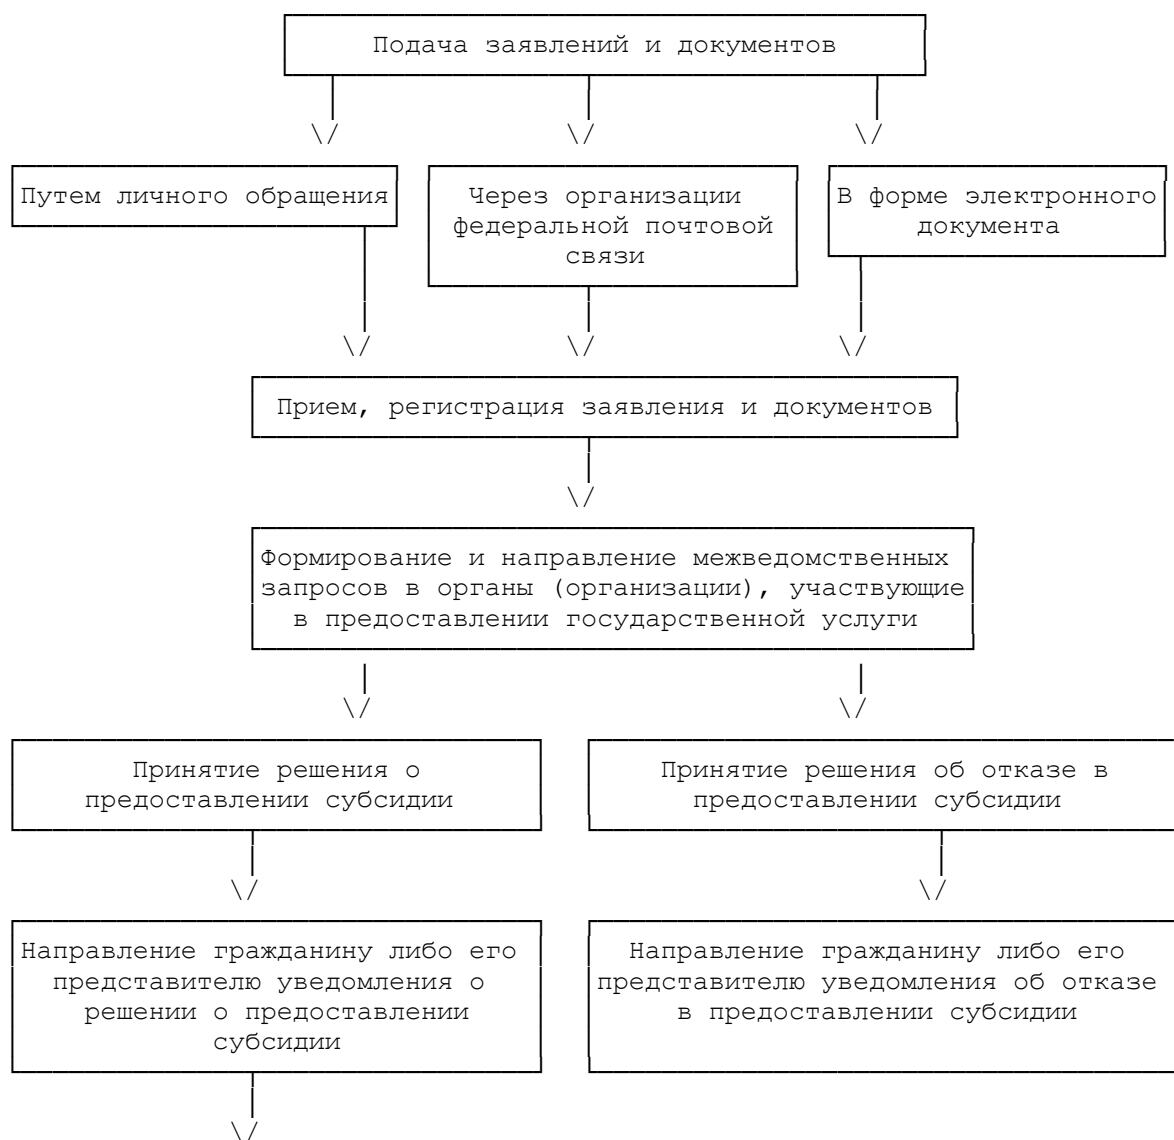 Подача заявлений и документов
Путем личного обращения
Через организации
федеральной почтовой
связи
В форме электронного
документа
Прием, регистрация заявления и документов
Формирование и направление межведомственных
запросов в органы (организации), участвующие
в предоставлении государственной услуги
Принятие решения о
предоставлении субсидии
Принятие решения об отказе в
предоставлении субсидии
Направление гражданину либо его
представителю уведомления о
решении о предоставлении
субсидии
Направление гражданину либо его
представителю уведомления об отказе
в предоставлении субсидии